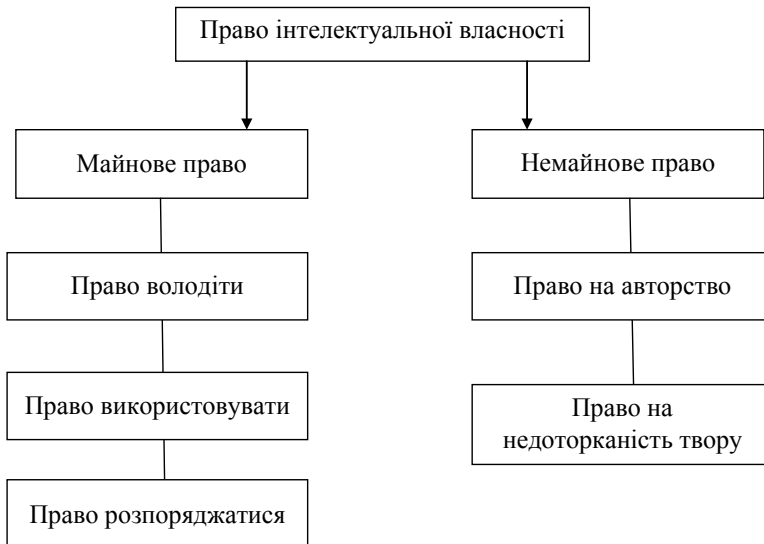 Право інтелектуальної власності
Майнове право
Немайнове право
Право володіти
Право на авторство
Право використовувати
Право на
недоторканість твору
Право розпоряджатися